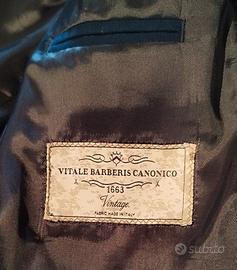 VITALE BARBERIS CANONICO
1663
Vintage.
FABRIC MADE IN ITALY
subito